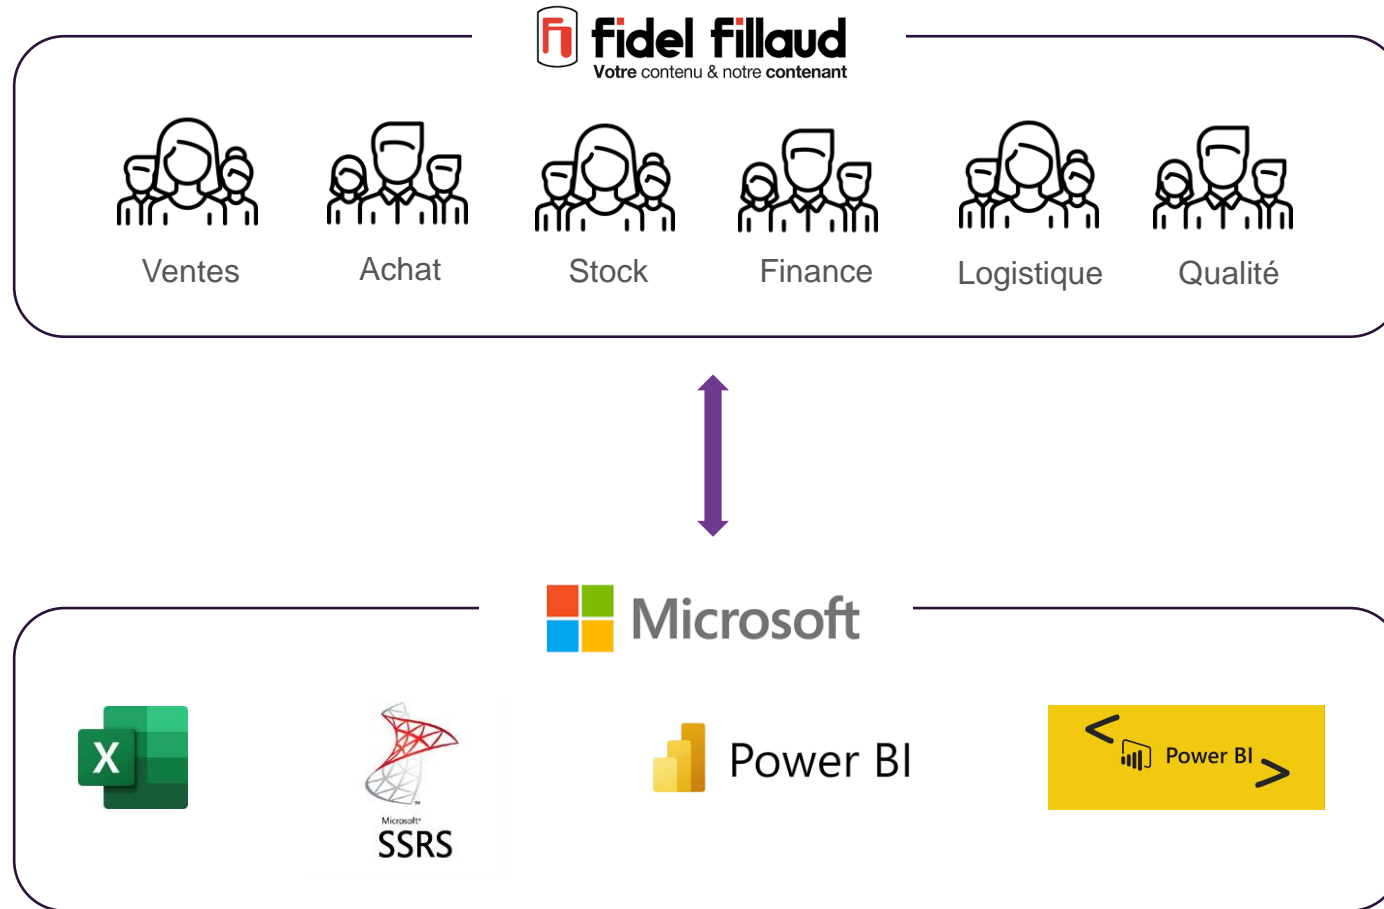 fidel fillaud
Votre contenu & notre contenant
Ventes
Achat
Stock
Finance
Logistique
Qualité
Microsoft
X
Microsoft®
SSRS
Power BI
< Power BI >